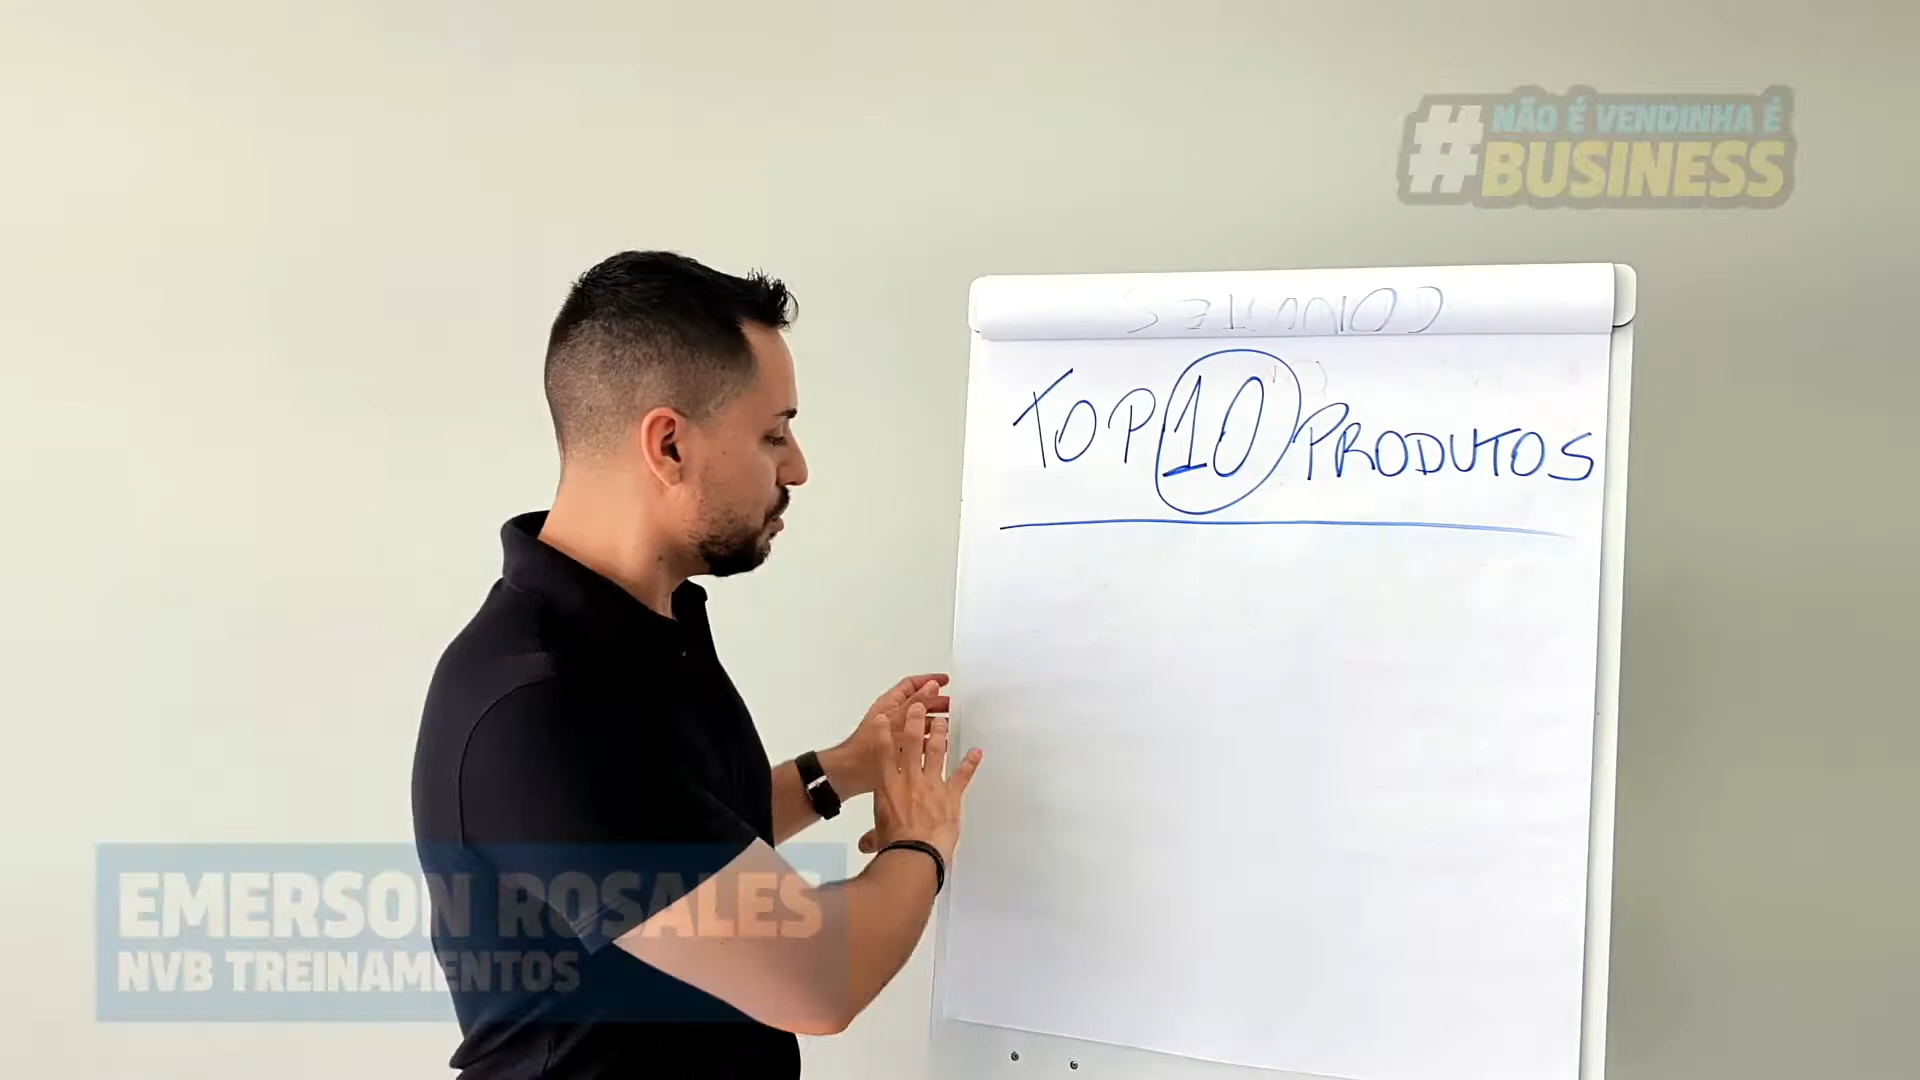 #NÃO É VENDINHA É
BUSINESS
TOP 10 PRODUTOS
EMERSON ROSALES
NVB TREINAMENTOS